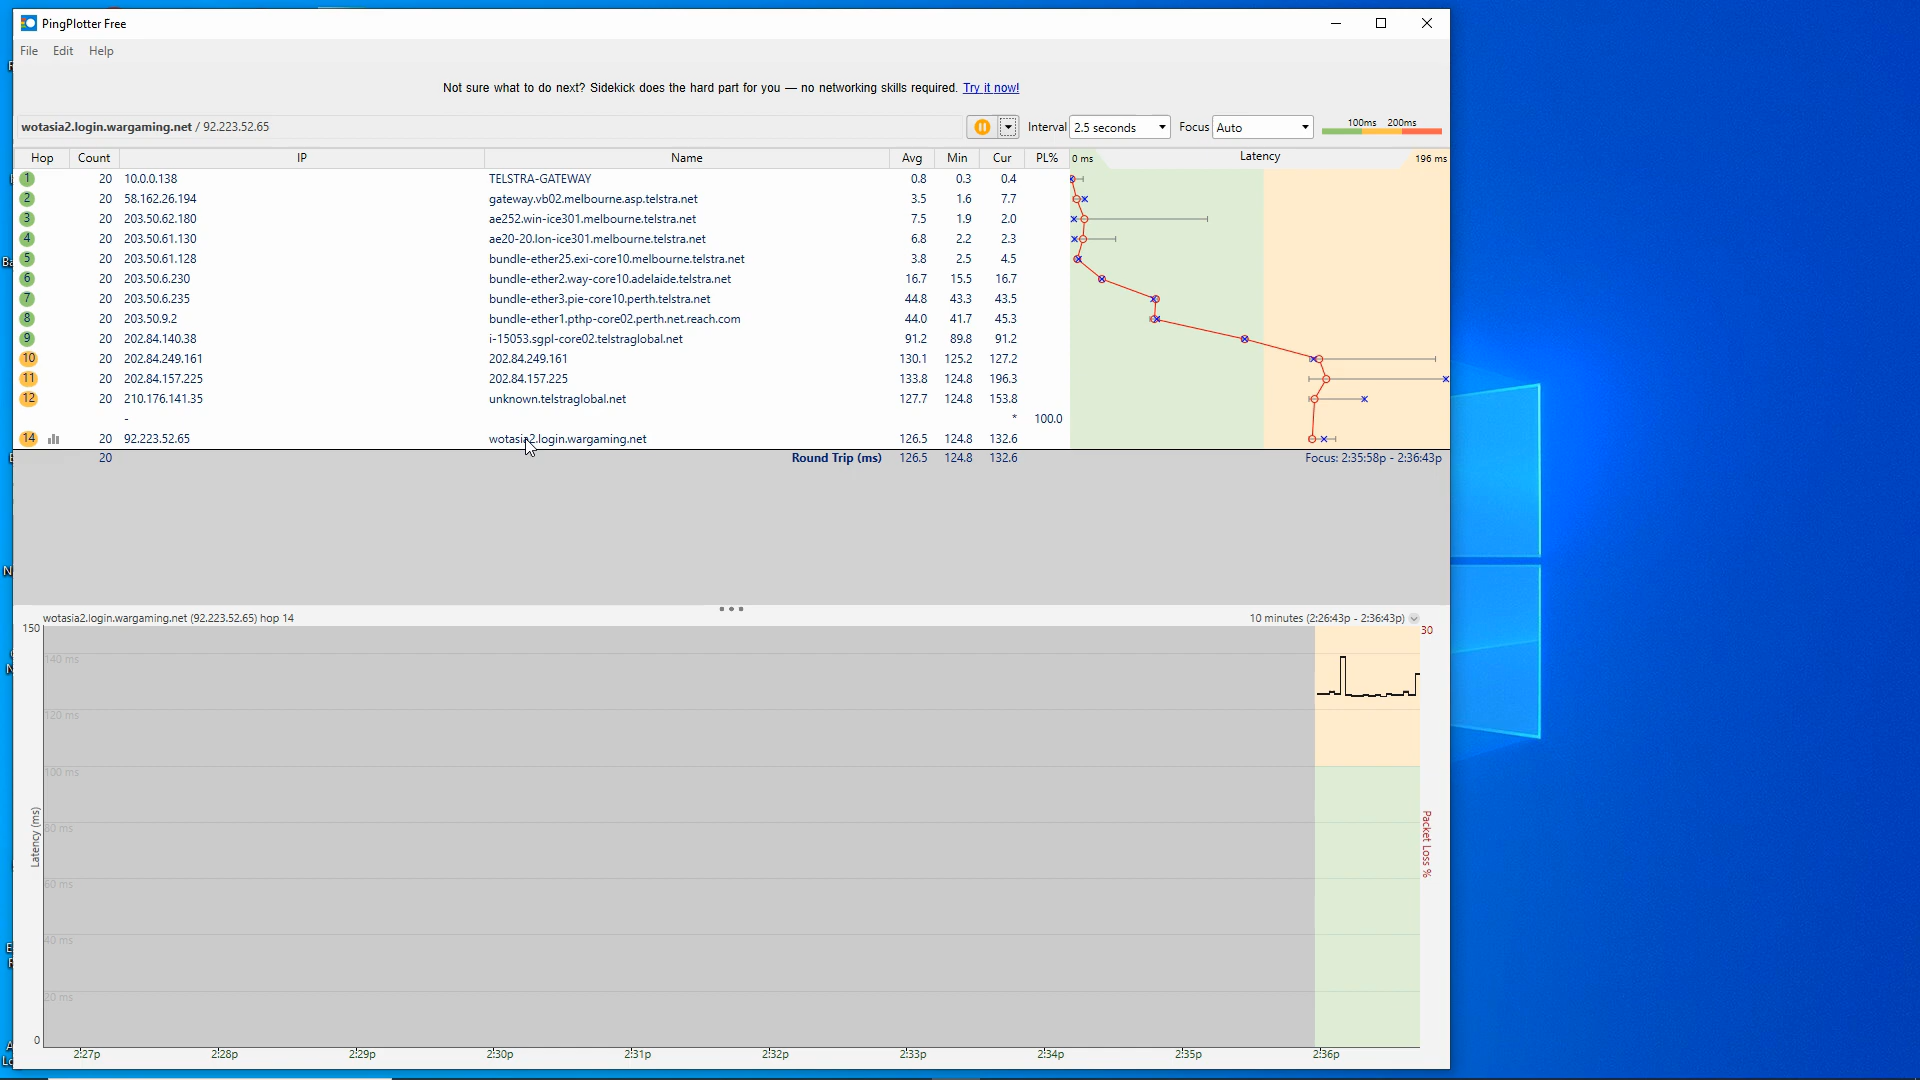 PingPlotter Free
File Edit Help
Not sure what to do next? Sidekick does the hard part for you — no networking skills required. Try it now!
wotasia2.login.wargaming.net / 92.223.52.65 Interval 2.5 seconds Focus Auto 100ms 200ms
Hop Count IP Name Avg Min Cur PL% 0 ms Latency 196 ms
1 20 10.0.0.138 TELSTRA-GATEWAY 0.8 0.3 0.4
2 20 58.162.26.194 gateway.vb02.melbourne.asp.telstra.net 3.5 1.6 7.7
3 20 203.50.62.180 ae252.win-ice301.melbourne.telstra.net 7.5 1.9 2.0
4 20 203.50.61.130 ae20-20.lon-ice301.melbourne.telstra.net 6.8 2.2 2.3
5 20 203.50.61.128 bundle-ether25.exi-core10.melbourne.telstra.net 3.8 2.5 4.5
6 20 203.50.6.230 bundle-ether2.way-core10.adelaide.telstra.net 16.7 15.5 16.7
7 20 203.50.6.235 bundle-ether3.pie-core10.perth.telstra.net 44.8 43.3 43.5
8 20 203.50.9.2 bundle-ether1.pthp-core02.perth.net.reach.com 44.0 41.7 45.3
9 20 202.84.140.38 i-15053.sgpl-core02.telstraglobal.net 91.2 89.8 91.2
10 20 202.84.249.161 202.84.249.161 130.1 125.2 127.2
11 20 202.84.157.225 202.84.157.225 133.8 124.8 196.3
12 20 210.176.141.35 unknown.telstraglobal.net 127.7 124.8 153.8
- * 100.0
14 20 92.223.52.65 wotasia2.login.wargaming.net 126.5 124.8 132.6
20 Round Trip (ms) 126.5 124.8 132.6 Focus: 2:35:58p - 2:36:43p
wotasia2.login.wargaming.net (92.223.52.65) hop 14 10 minutes (2:26:43p - 2:36:43p)
150 30
140 ms
120 ms
100 ms
80 ms
60 ms
40 ms
20 ms
0
Latency (ms)
Packet Loss %
2:27p 2:28p 2:29p 2:30p 2:31p 2:32p 2:33p 2:34p 2:35p 2:36p